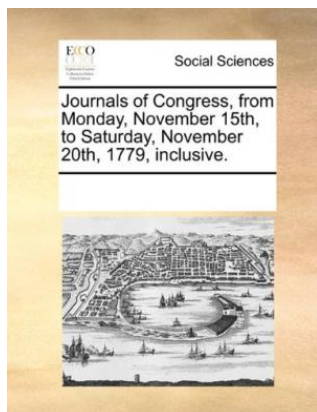 ECCO
Social Sciences
Journals of Congress, from
Monday, November 15th,
to Saturday, November
20th, 1779, inclusive.